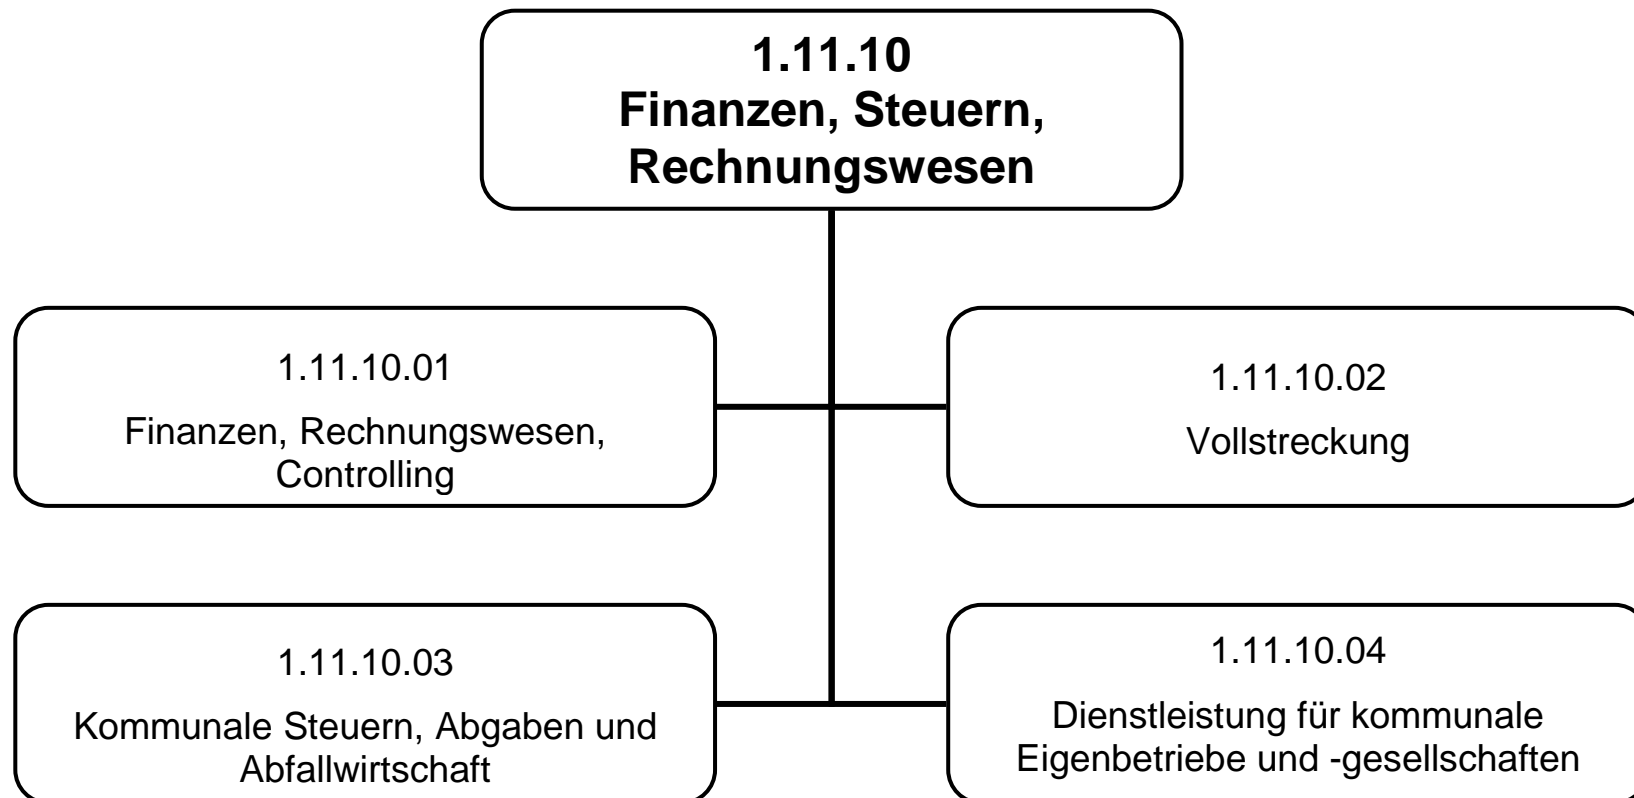 1.11.10
Finanzen, Steuern,
Rechnungswesen
1.11.10.01
Finanzen, Rechnungswesen,
Controlling
1.11.10.02
Vollstreckung
1.11.10.03
Kommunale Steuern, Abgaben und
Abfallwirtschaft
1.11.10.04
Dienstleistung für kommunale
Eigenbetriebe und -gesellschaften